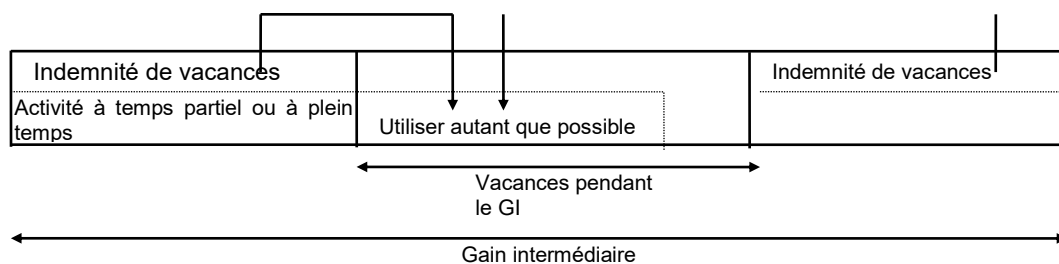 Indemnité de vacances
Indemnité de vacances
Activité à temps partiel ou à plein
temps
Utiliser autant que possible
Vacances pendant
le GI
Gain intermédiaire